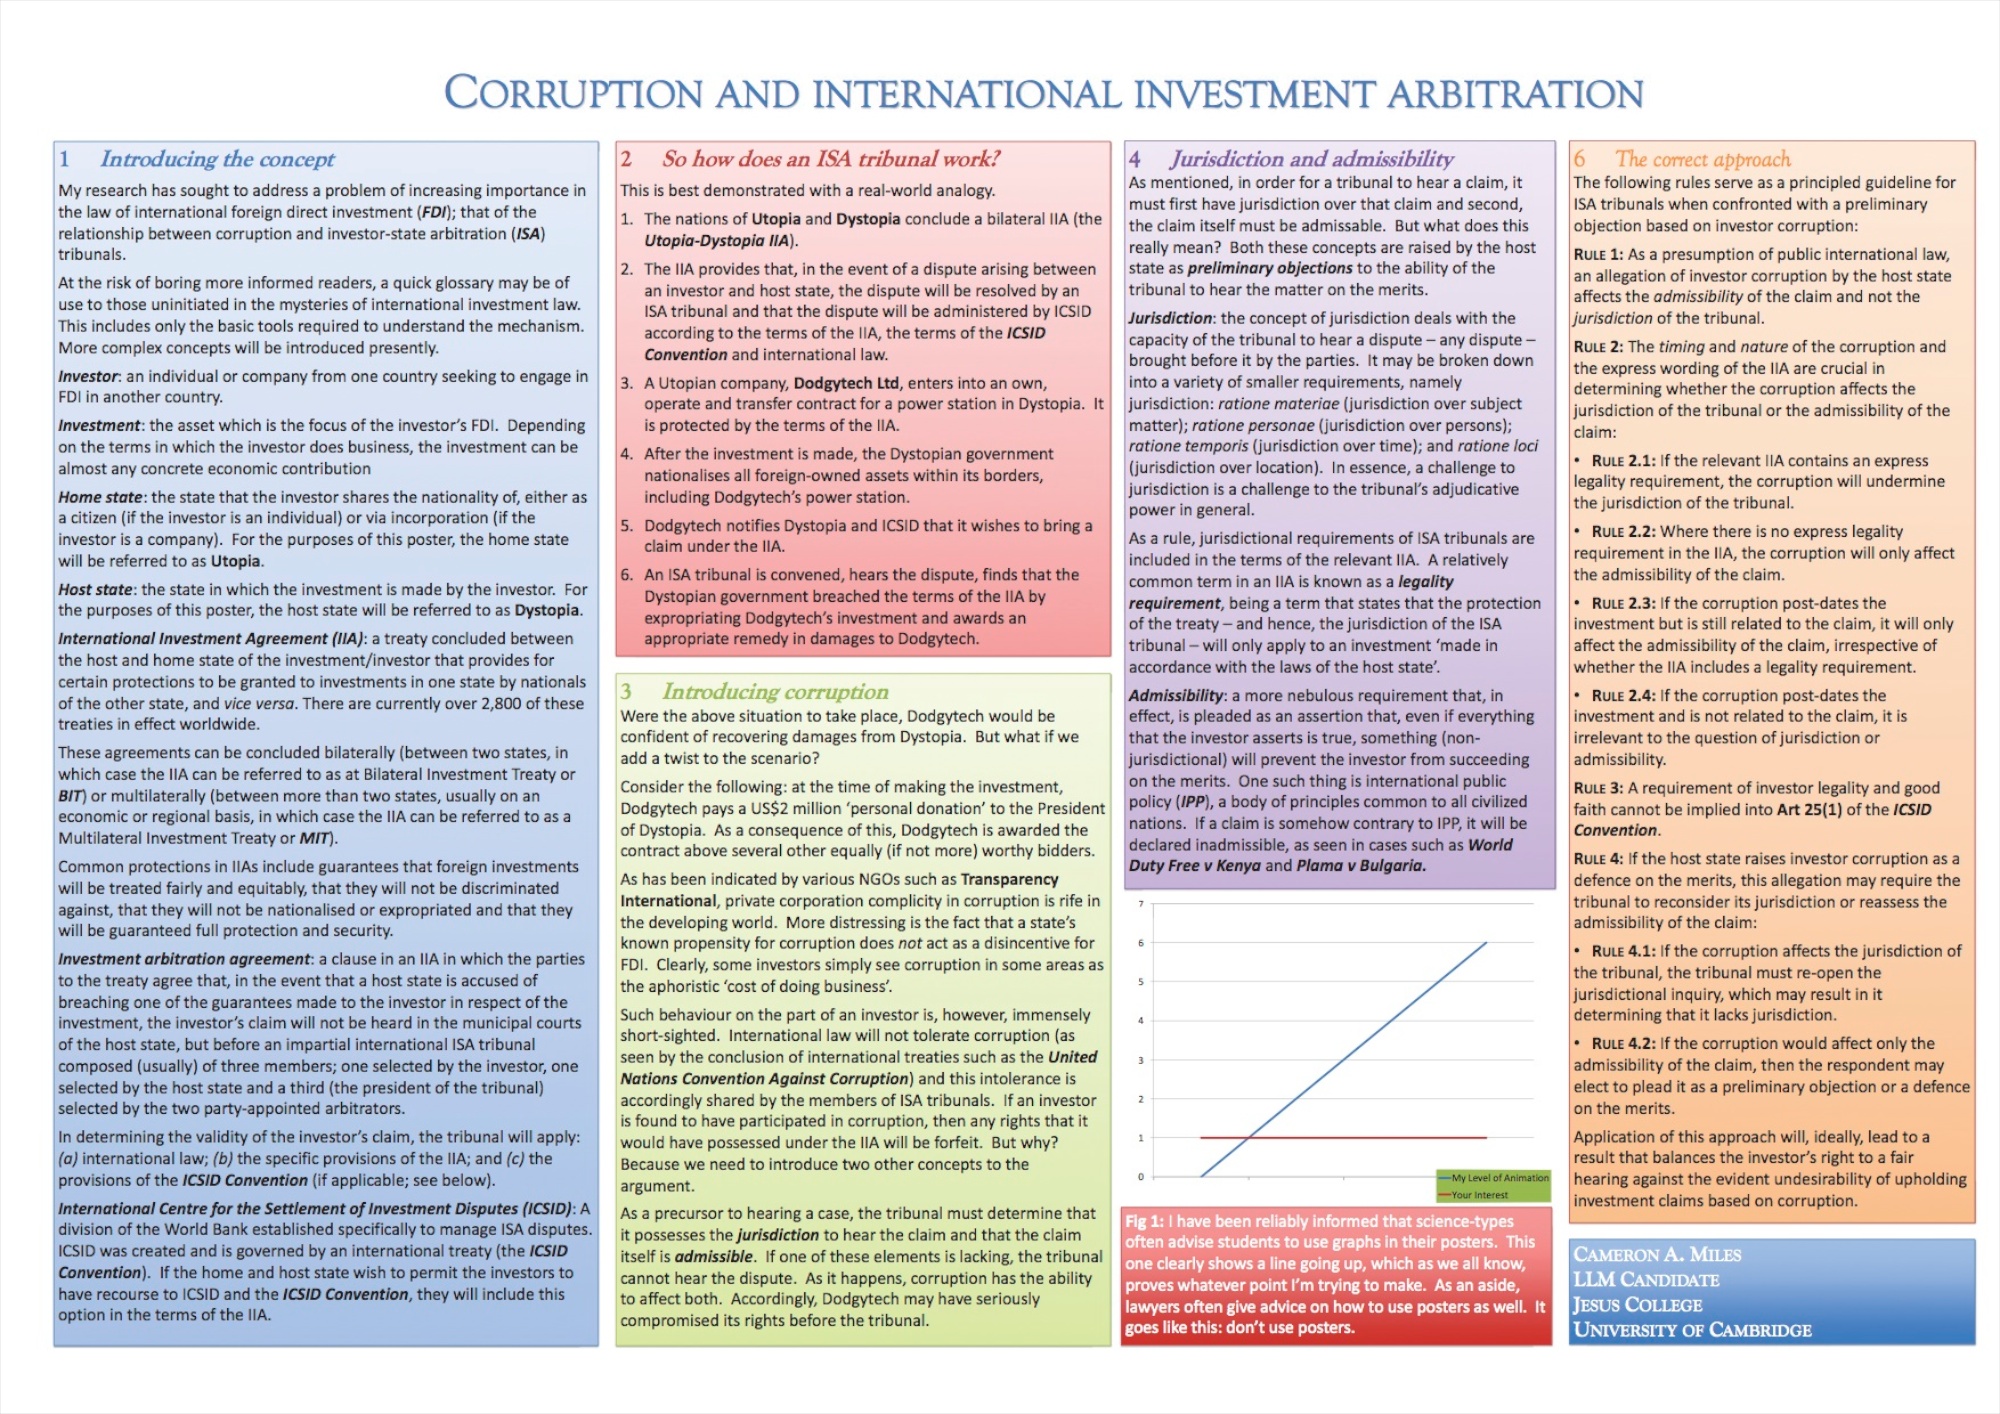 CORRUPTION AND INTERNATIONAL INVESTMENT ARBITRATION
1 Introducing the concept
My research has sought to address a problem of increasing importance in
the law of international foreign direct investment (FDI); that of the
relationship between corruption and investor-state arbitration (ISA)
tribunals.
At the risk of boring more informed readers, a quick glossary may be of
use to those uninitiated in the mysteries of international investment law.
This includes only the basic tools required to understand the mechanism.
More complex concepts will be introduced presently.
Investor: an individual or company from one country seeking to engage in
FDI in another country.
Investment: the asset which is the focus of the investor’s FDI. Depending
on the terms in which the investor does business, the investment can be
almost any concrete economic contribution
Home state: the state that the investor shares the nationality of, either as
a citizen (if the investor is an individual) or via incorporation (if the
investor is a company). For the purposes of this poster, the home state
will be referred to as Utopia.
Host state: the state in which the investment is made by the investor. For
the purposes of this poster, the host state will be referred to as Dystopia.
International Investment Agreement (IIA): a treaty concluded between
the host and home state of the investment/investor that provides for
certain protections to be granted to investments in one state by nationals
of the other state, and vice versa. There are currently over 2,800 of these
treaties in effect worldwide.
These agreements can be concluded bilaterally (between two states, in
which case the IIA can be referred to as at Bilateral Investment Treaty or
BIT) or multilaterally (between more than two states, usually on an
economic or regional basis, in which case the IIA can be referred to as a
Multilateral Investment Treaty or MIT).
Common protections in IIAs include guarantees that foreign investments
will be treated fairly and equitably, that they will not be discriminated
against, that they will not be nationalised or expropriated and that they
will be guaranteed full protection and security.
Investment arbitration agreement: a clause in an IIA in which the parties
to the treaty agree that, in the event that a host state is accused of
breaching one of the guarantees made to the investor in respect of the
investment, the investor’s claim will not be heard in the municipal courts
of the host state, but before an impartial international ISA tribunal
composed (usually) of three members; one selected by the investor, one
selected by the host state and a third (the president of the tribunal)
selected by the two party-appointed arbitrators.
In determining the validity of the investor’s claim, the tribunal will apply:
(a) international law; (b) the specific provisions of the IIA; and (c) the
provisions of the ICSID Convention (if applicable; see below).
International Centre for the Settlement of Investment Disputes (ICSID): A
division of the World Bank established specifically to manage ISA disputes.
ICSID was created and is governed by an international treaty (the ICSID
Convention). If the home and host state wish to permit the investors to
have recourse to ICSID and the ICSID Convention, they will include this
option in the terms of the IIA.
2 So how does an ISA tribunal work?
This is best demonstrated with a real-world analogy.
1. The nations of Utopia and Dystopia conclude a bilateral IIA (the
Utopia-Dystopia IIA).
2. The IIA provides that, in the event of a dispute arising between
an investor and host state, the dispute will be resolved by an
ISA tribunal and that the dispute will be administered by ICSID
according to the terms of the IIA, the terms of the ICSID
Convention and international law.
3. A Utopian company, Dodgytech Ltd, enters into an own,
operate and transfer contract for a power station in Dystopia. It
is protected by the terms of the IIA.
4. After the investment is made, the Dystopian government
nationalises all foreign-owned assets within its borders,
including Dodgytech’s power station.
5. Dodgytech notifies Dystopia and ICSID that it wishes to bring a
claim under the IIA.
6. An ISA tribunal is convened, hears the dispute, finds that the
Dystopian government breached the terms of the IIA by
expropriating Dodgytech’s investment and awards an
appropriate remedy in damages to Dodgytech.
3 Introducing corruption
Were the above situation to take place, Dodgytech would be
confident of recovering damages from Dystopia. But what if we
add a twist to the scenario?
Consider the following: at the time of making the investment,
Dodgytech pays a US$2 million ‘personal donation’ to the President
of Dystopia. As a consequence of this, Dodgytech is awarded the
contract above several other equally (if not more) worthy bidders.
As has been indicated by various NGOs such as Transparency
International, private corporation complicity in corruption is rife in
the developing world. More distressing is the fact that a state’s
known propensity for corruption does not act as a disincentive for
FDI. Clearly, some investors simply see corruption in some areas as
the aphoristic ‘cost of doing business’.
Such behaviour on the part of an investor is, however, immensely
short-sighted. International law will not tolerate corruption (as
seen by the conclusion of international treaties such as the United
Nations Convention Against Corruption) and this intolerance is
accordingly shared by the members of ISA tribunals. If an investor
is found to have participated in corruption, then any rights that it
would have possessed under the IIA will be forfeit. But why?
Because we need to introduce two other concepts to the
argument.
As a precursor to hearing a case, the tribunal must determine that
it possesses the jurisdiction to hear the claim and that the claim
itself is admissible. If one of these elements is lacking, the tribunal
cannot hear the dispute. As it happens, corruption has the ability
to affect both. Accordingly, Dodgytech may have seriously
compromised its rights before the tribunal.
4 Jurisdiction and admissibility
As mentioned, in order for a tribunal to hear a claim, it
must first have jurisdiction over that claim and second,
the claim itself must be admissable. But what does this
really mean? Both these concepts are raised by the host
state as preliminary objections to the ability of the
tribunal to hear the matter on the merits.
Jurisdiction: the concept of jurisdiction deals with the
capacity of the tribunal to hear a dispute – any dispute –
brought before it by the parties. It may be broken down
into a variety of smaller requirements, namely
jurisdiction: ratione materiae (jurisdiction over subject
matter); ratione personae (jurisdiction over persons);
ratione temporis (jurisdiction over time); and ratione loci
(jurisdiction over location). In essence, a challenge to
jurisdiction is a challenge to the tribunal’s adjudicative
power in general.
As a rule, jurisdictional requirements of ISA tribunals are
included in the terms of the relevant IIA. A relatively
common term in an IIA is known as a legality
requirement, being a term that states that the protection
of the treaty – and hence, the jurisdiction of the ISA
tribunal – will only apply to an investment ‘made in
accordance with the laws of the host state’.
Admissibility: a more nebulous requirement that, in
effect, is pleaded as an assertion that, even if everything
that the investor asserts is true, something (non-
jurisdictional) will prevent the investor from succeeding
on the merits. One such thing is international public
policy (IPP), a body of principles common to all civilized
nations. If a claim is somehow contrary to IPP, it will be
declared inadmissible, as seen in cases such as World
Duty Free v Kenya and Plama v Bulgaria.
7
6
5
4
3
2
1
0
My Level of Animation
Your Interest
Fig 1: I have been reliably informed that science-types
often advise students to use graphs in their posters. This
one clearly shows a line going up, which as we all know,
proves whatever point I’m trying to make. As an aside,
lawyers often give advice on how to use posters as well. It
goes like this: don’t use posters.
6 The correct approach
The following rules serve as a principled guideline for
ISA tribunals when confronted with a preliminary
objection based on investor corruption:
RULE 1: As a presumption of public international law,
an allegation of investor corruption by the host state
affects the admissibility of the claim and not the
jurisdiction of the tribunal.
RULE 2: The timing and nature of the corruption and
the express wording of the IIA are crucial in
determining whether the corruption affects the
jurisdiction of the tribunal or the admissibility of the
claim:
• RULE 2.1: If the relevant IIA contains an express
legality requirement, the corruption will undermine
the jurisdiction of the tribunal.
• RULE 2.2: Where there is no express legality
requirement in the IIA, the corruption will only affect
the admissibility of the claim.
• RULE 2.3: If the corruption post-dates the
investment but is still related to the claim, it will only
affect the admissibility of the claim, irrespective of
whether the IIA includes a legality requirement.
• RULE 2.4: If the corruption post-dates the
investment and is not related to the claim, it is
irrelevant to the question of jurisdiction or
admissibility.
RULE 3: A requirement of investor legality and good
faith cannot be implied into Art 25(1) of the ICSID
Convention.
RULE 4: If the host state raises investor corruption as a
defence on the merits, this allegation may require the
tribunal to reconsider its jurisdiction or reassess the
admissibility of the claim:
• RULE 4.1: If the corruption affects the jurisdiction of
the tribunal, the tribunal must re-open the
jurisdictional inquiry, which may result in it
determining that it lacks jurisdiction.
• RULE 4.2: If the corruption would affect only the
admissibility of the claim, then the respondent may
elect to plead it as a preliminary objection or a defence
on the merits.
Application of this approach will, ideally, lead to a
result that balances the investor’s right to a fair
hearing against the evident undesirability of upholding
investment claims based on corruption.
CAMERON A. MILES
LLM CANDIDATE
JESUS COLLEGE
UNIVERSITY OF CAMBRIDGE